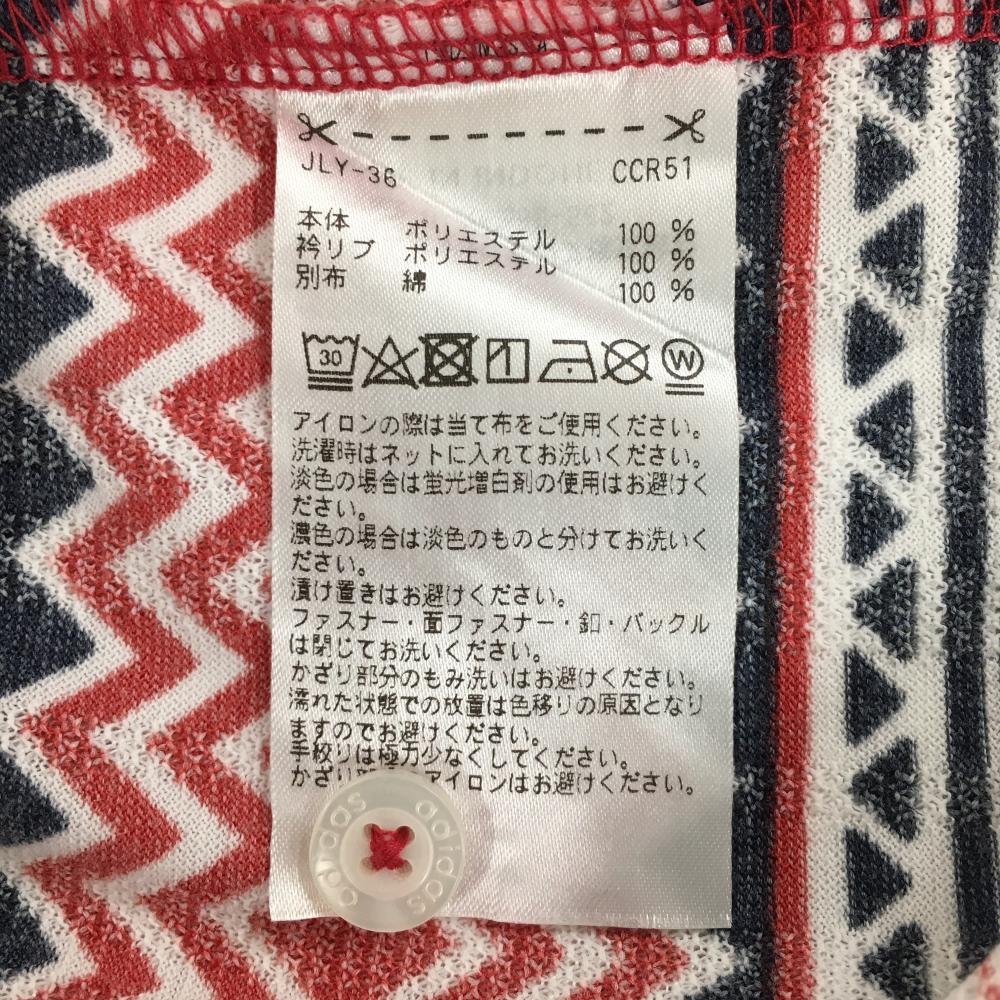 JLY-36 CCR51
本体 ポリエステル 100 %
衿リブ ポリエステル 100 %
別布 綿 100 %
30 W
アイロンの際は当て布をご使用ください。
洗濯時はネットに入れてお洗いください。
淡色の場合は蛍光増白剤の使用はお避けく
ださい。
濃色の場合は淡色のものと分けてお洗いく
ださい。
漬け置きはお避けください。
ファスナー・面ファスナー・釦・バックル
は閉じてお洗いください。
かざり部分のもみ洗いはお避けください。
濡れた状態での放置は色移りの原因となり
ますのでお避けください。
手絞りは極力少なくしてください。
かざり部 アイロンはお避けください。
adidas adidas